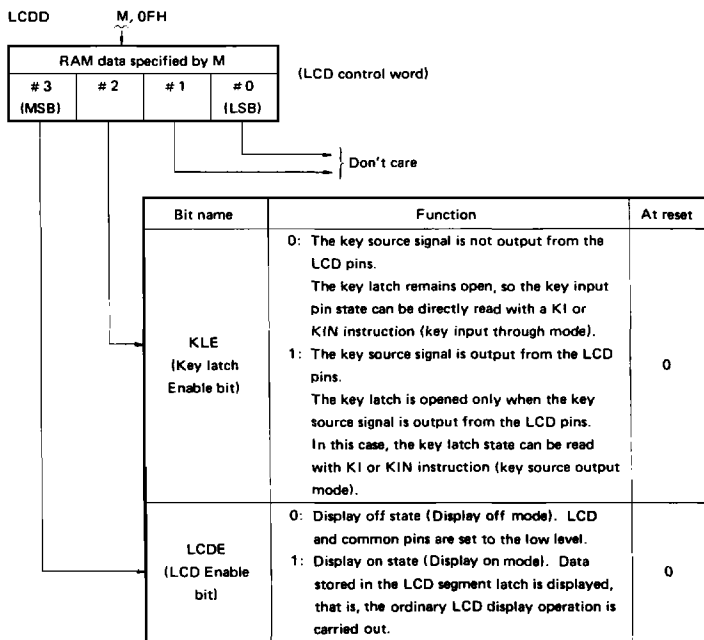 LCDD M, 0FH
RAM data specified by M
(LCD control word)
#3 #2 #1 #0
(MSB) (LSB)
Don't care
Bit name Function At reset
KLE
(Key latch
Enable bit)
0: The key source signal is not output from the
LCD pins.
The key latch remains open, so the key input
pin state can be directly read with a KI or
KIN instruction (key input through mode).
1: The key source signal is output from the LCD
pins.
The key latch is opened only when the key
source signal is output from the LCD pins.
In this case, the key latch state can be read
with KI or KIN instruction (key source output
mode).
0
LCDE
(LCD Enable
bit)
0: Display off state (Display off mode). LCD
and common pins are set to the low level.
1: Display on state (Display on mode). Data
stored in the LCD segment latch is displayed,
that is, the ordinary LCD display operation is
carried out.
0